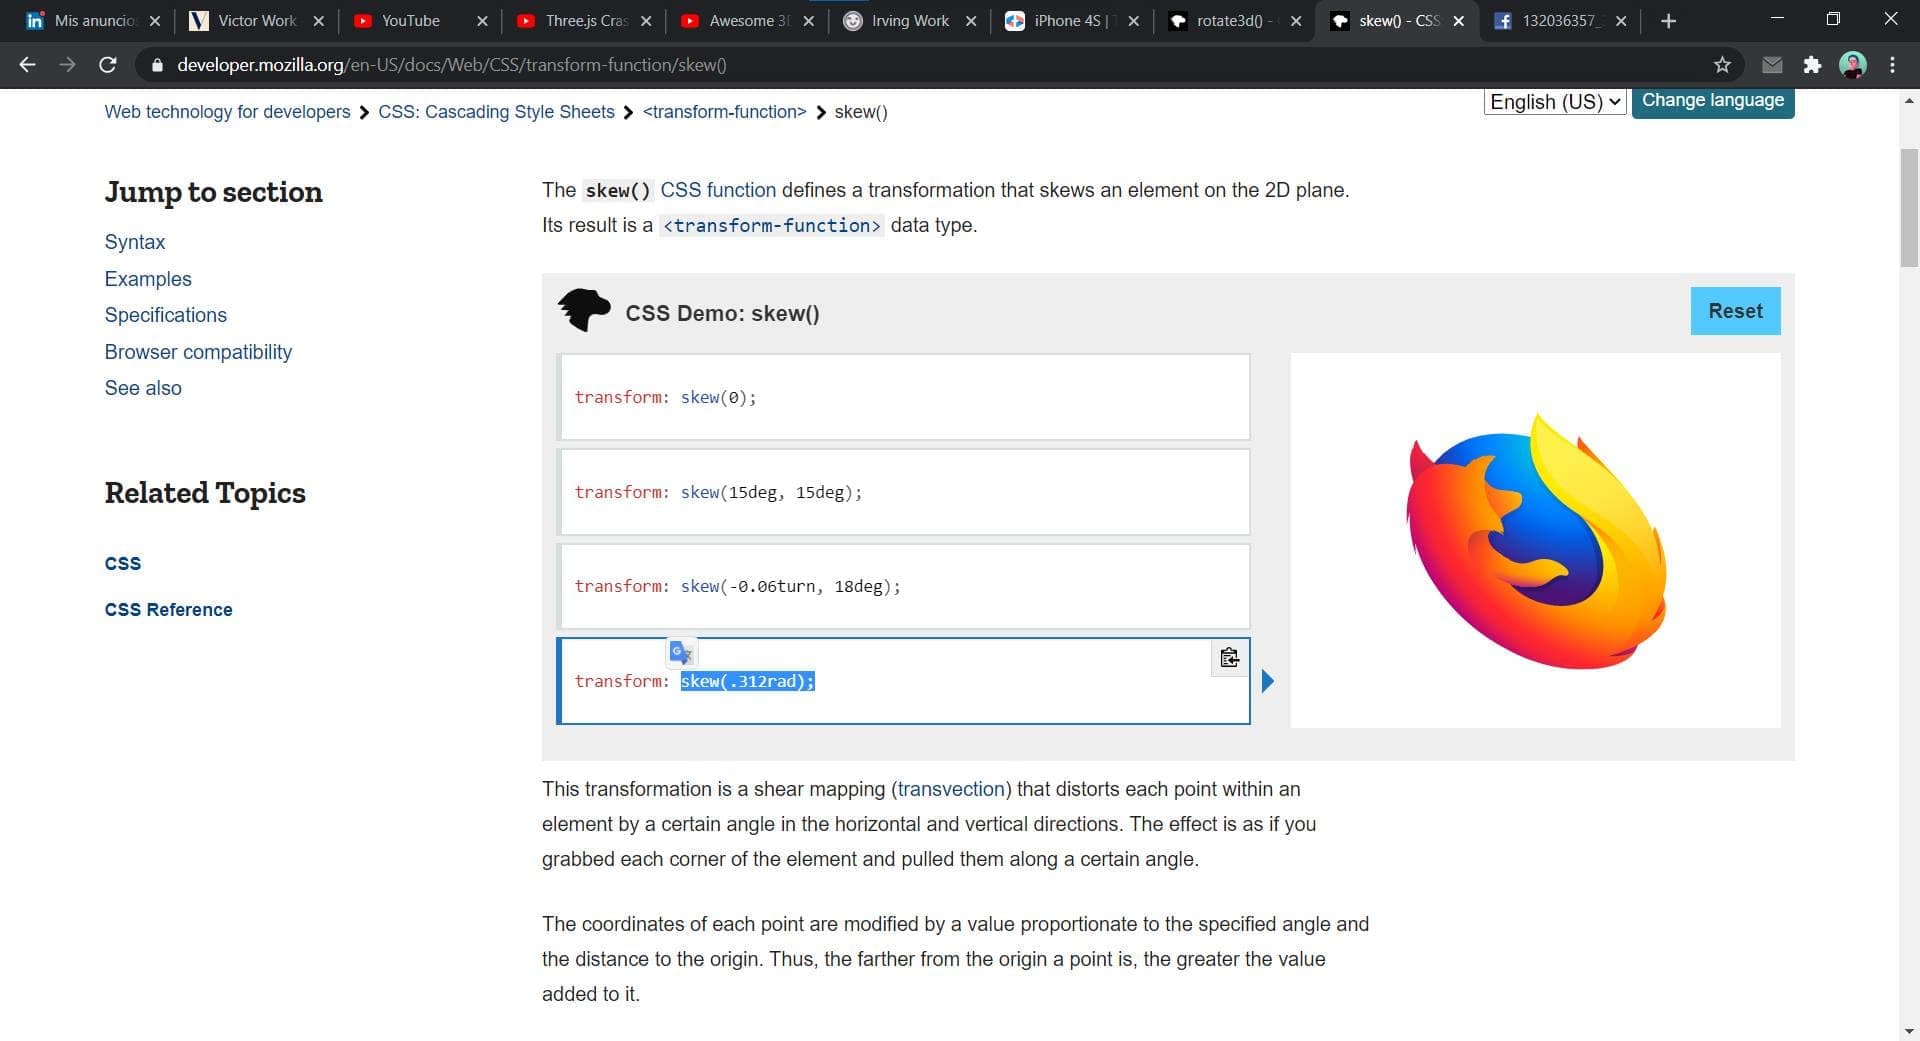 Mis anuncio
Victor Work
YouTube
Three.js Cras
Awesome 3D
Irving Work
iPhone 4S |
rotate3d() -
skew() - CSS
132036357_
developer.mozilla.org/en-US/docs/Web/CSS/transform-function/skew()
Web technology for developers > CSS: Cascading Style Sheets > <transform-function> > skew()
English (US)
Change language
Jump to section
Syntax
Examples
Specifications
Browser compatibility
See also
Related Topics
CSS
CSS Reference
The skew() CSS function defines a transformation that skews an element on the 2D plane.
Its result is a <transform-function> data type.
CSS Demo: skew()
Reset
transform: skew(0);
transform: skew(15deg, 15deg);
transform: skew(-0.06turn, 18deg);
transform: skew(.312rad);
This transformation is a shear mapping (transvection) that distorts each point within an
element by a certain angle in the horizontal and vertical directions. The effect is as if you
grabbed each corner of the element and pulled them along a certain angle.
The coordinates of each point are modified by a value proportionate to the specified angle and
the distance to the origin. Thus, the farther from the origin a point is, the greater the value
added to it.